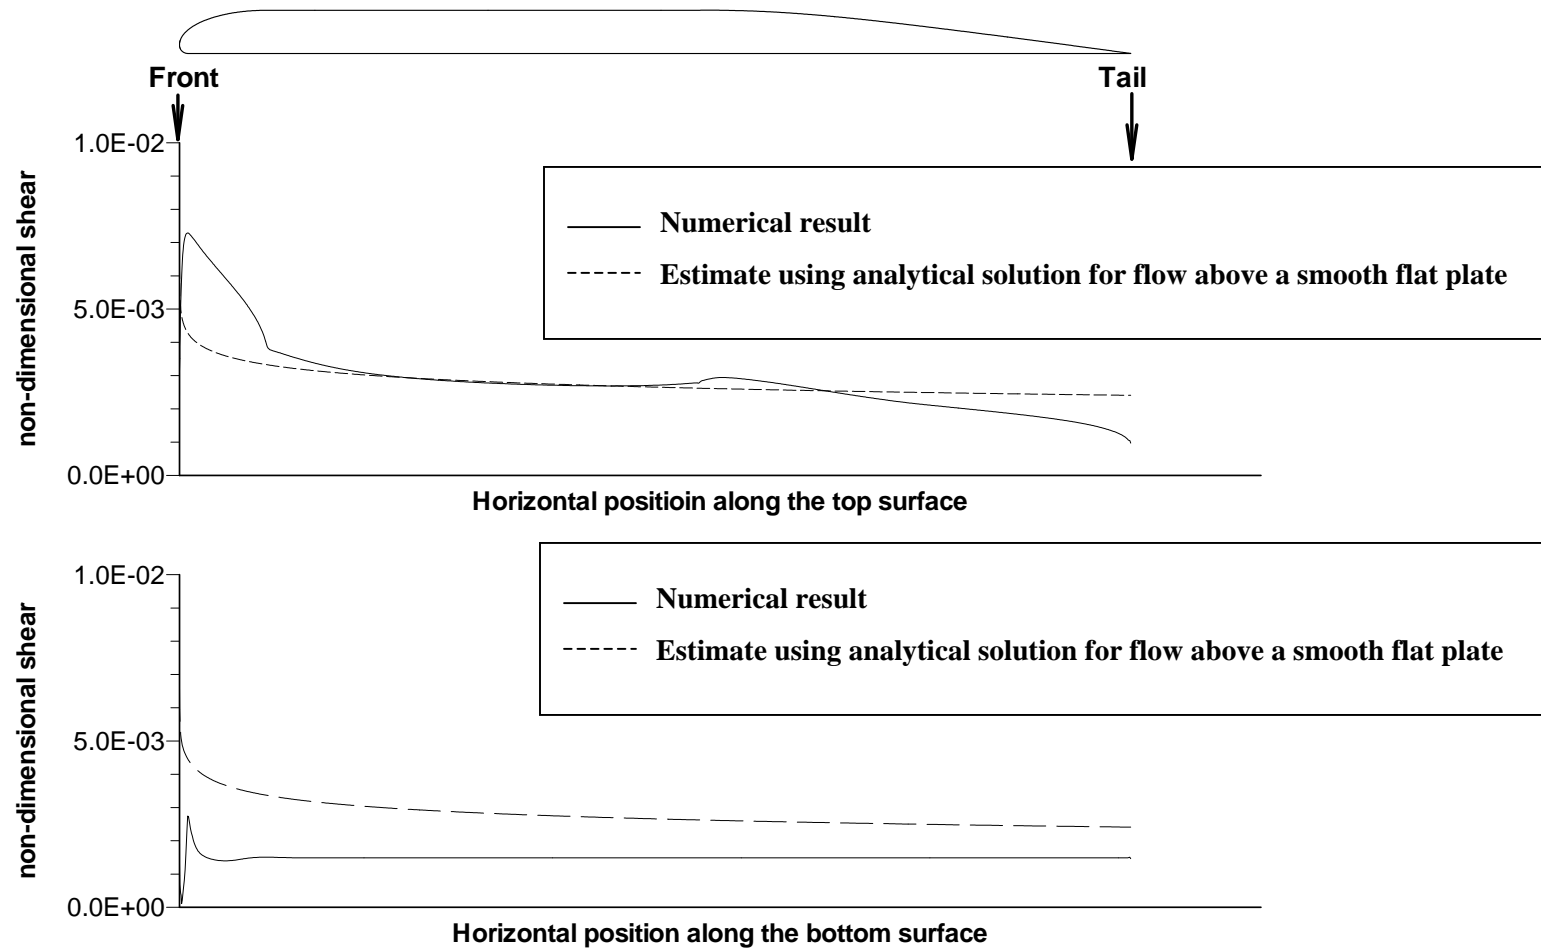 Front
Tail
1.0E-02
5.0E-03
0.0E+00
non-dimensional shear
Numerical result
Estimate using analytical solution for flow above a smooth flat plate
Horizontal positioin along the top surface
1.0E-02
5.0E-03
0.0E+00
non-dimensional shear
Numerical result
Estimate using analytical solution for flow above a smooth flat plate
Horizontal position along the bottom surface